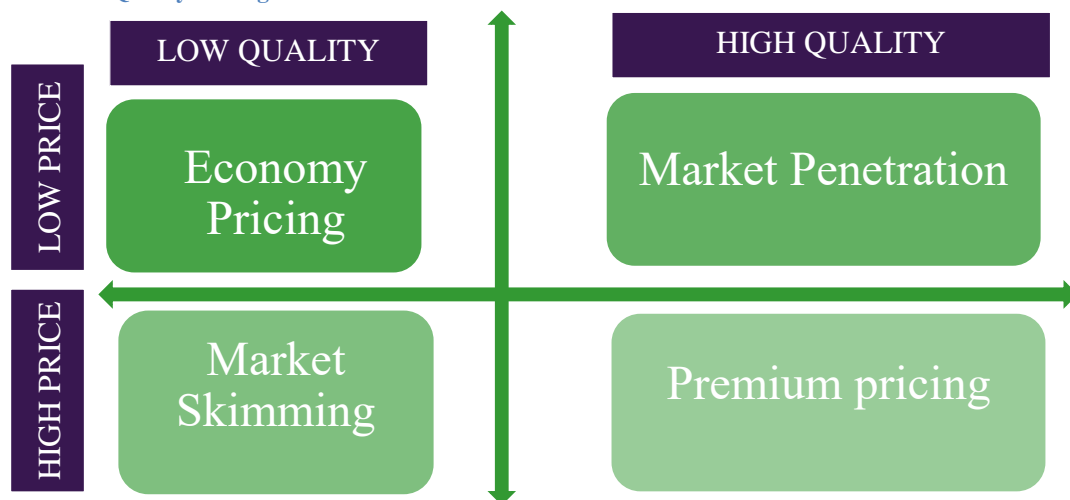 LOW QUALITY
HIGH QUALITY
LOW PRICE
Economy
Pricing
Market Penetration
HIGH PRICE
Market
Skimming
Premium pricing